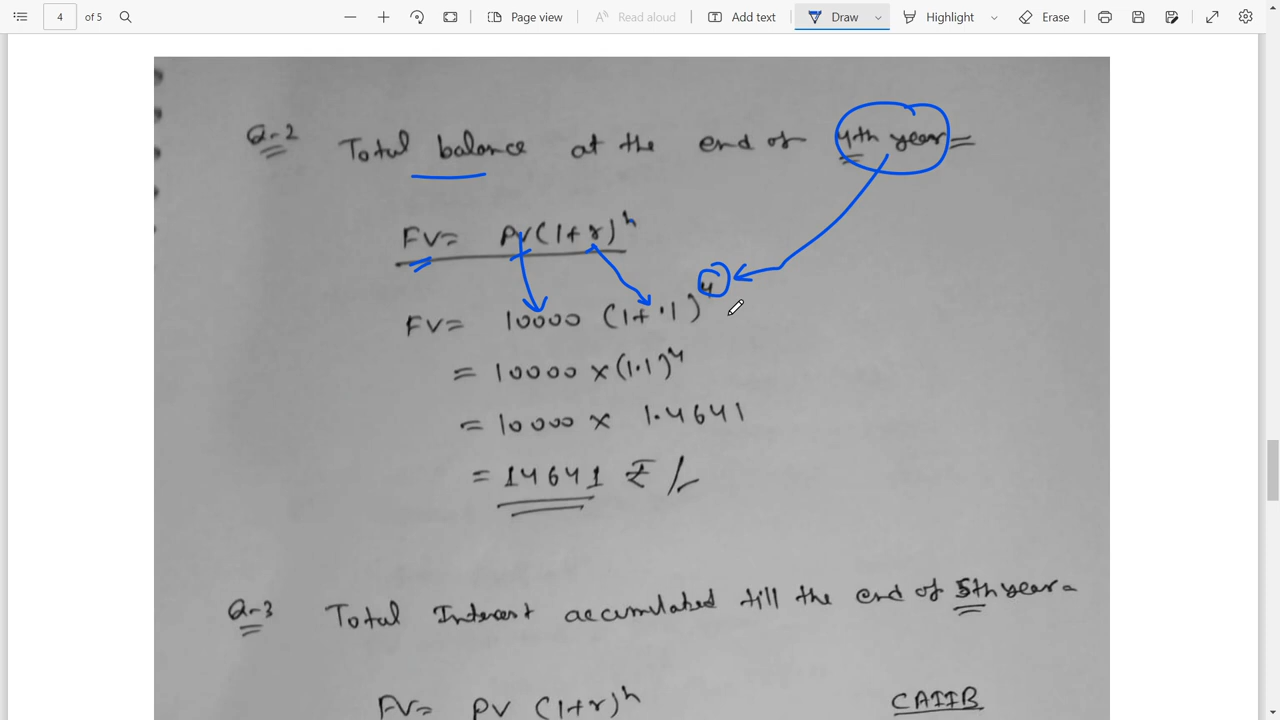 4 of 5 Page view Read aloud Add text Draw Highlight Erase
Q-2 Total balance at the end of 4th year =
FV= PV(1+r)^n
FV= 10000 (1+.1)^4
= 10000 x (1.1)^4
= 10000 x 1.4641
= 14641 ₹/-
Q-3 Total Interest accumulated till the end of 5th year =
FV= PV (1+r)^n
CAIIB